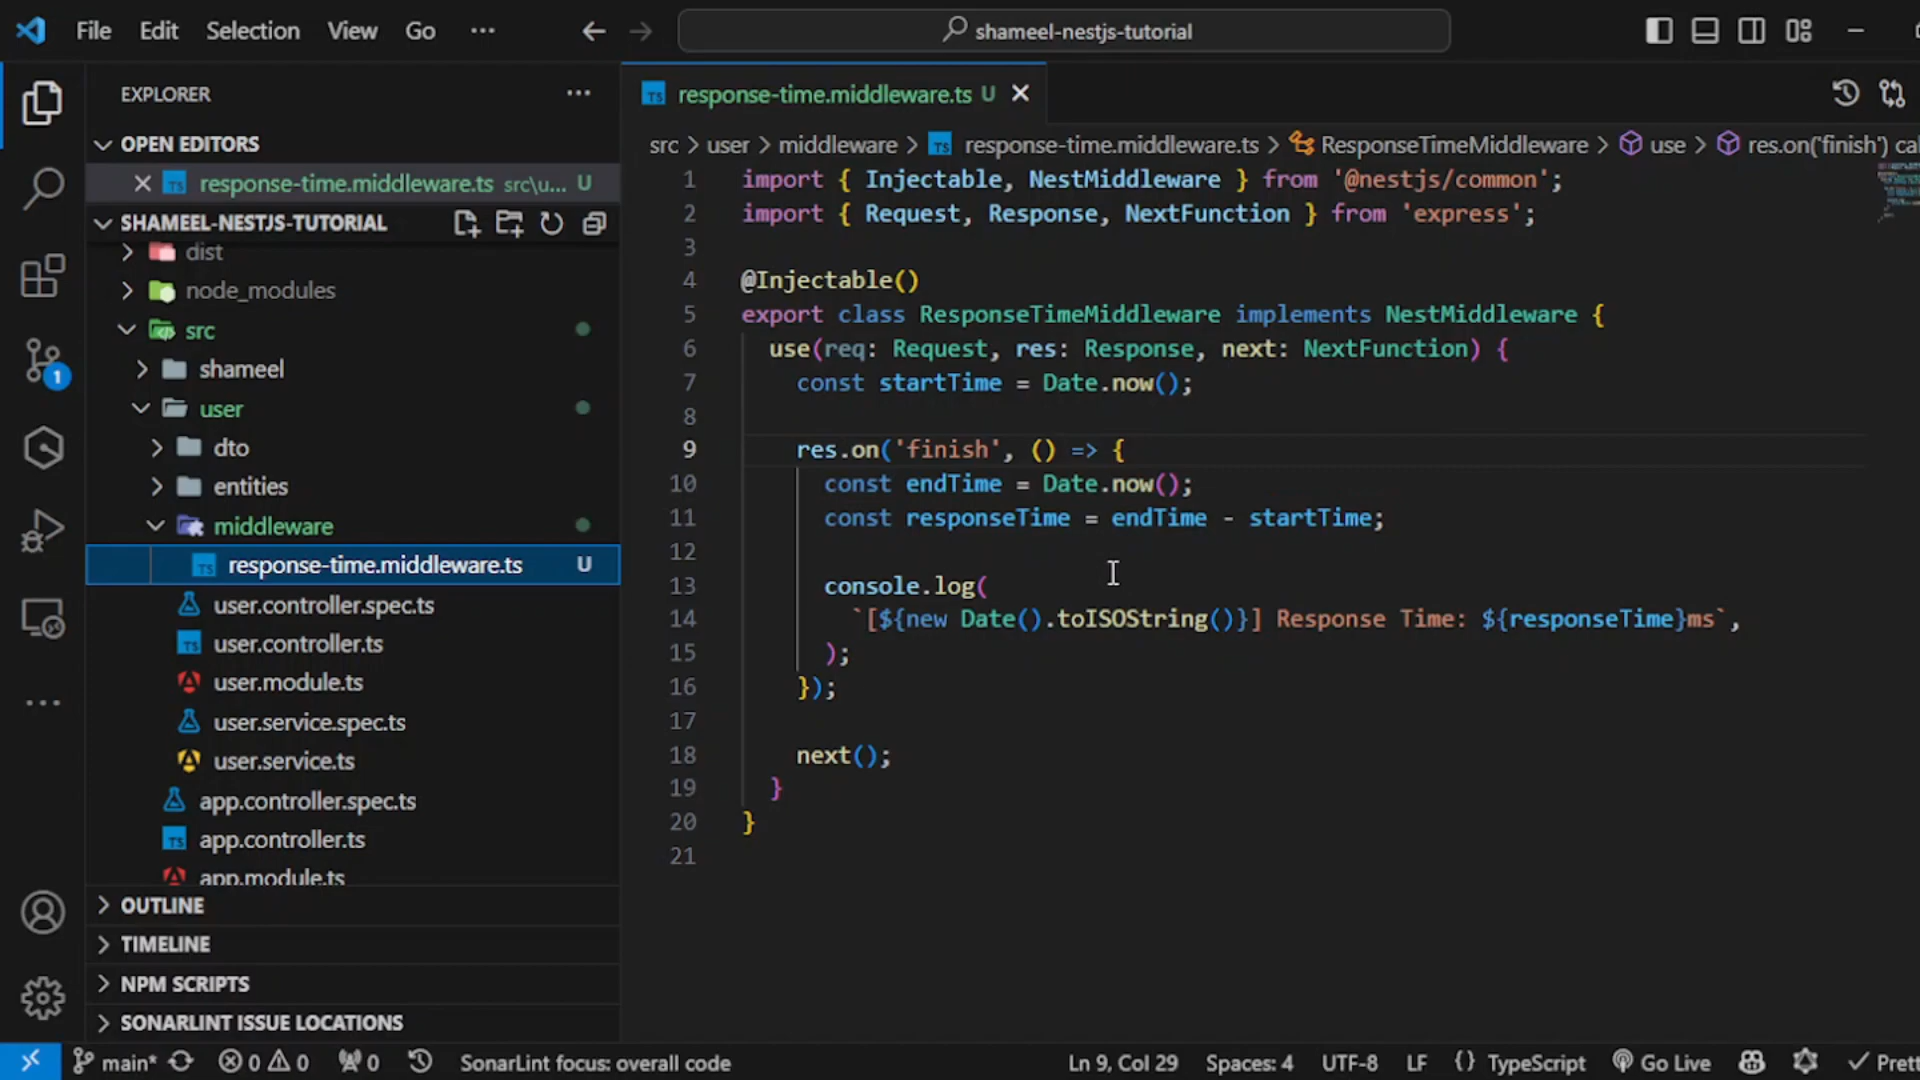 File Edit Selection View Go ···
shameel-nestjs-tutorial
EXPLORER
OPEN EDITORS
response-time.middleware.ts src\u... U
SHAMEEL-NESTJS-TUTORIAL
dist
node_modules
src
shameel
user
dto
entities
middleware
response-time.middleware.ts U
user.controller.spec.ts
user.controller.ts
user.module.ts
user.service.spec.ts
user.service.ts
app.controller.spec.ts
app.controller.ts
app.module.ts
OUTLINE
TIMELINE
NPM SCRIPTS
SONARLINT ISSUE LOCATIONS
1
response-time.middleware.ts U
src > user > middleware > TS response-time.middleware.ts > ResponseTimeMiddleware > use > res.on('finish') cal
1 import { Injectable, NestMiddleware } from '@nestjs/common';
2 import { Request, Response, NextFunction } from 'express';
3
4 @Injectable()
5 export class ResponseTimeMiddleware implements NestMiddleware {
6 use(req: Request, res: Response, next: NextFunction) {
7 const startTime = Date.now();
8
9 res.on('finish', () => {
10 const endTime = Date.now();
11 const responseTime = endTime - startTime;
12
13 console.log(
14 `[${new Date().toISOString()}] Response Time: ${responseTime}ms`,
15 );
16 });
17
18 next();
19 }
20 }
21
main* 0 0 0 SonarLint focus: overall code Ln 9, Col 29 Spaces: 4 UTF-8 LF {} TypeScript Go Live Prett